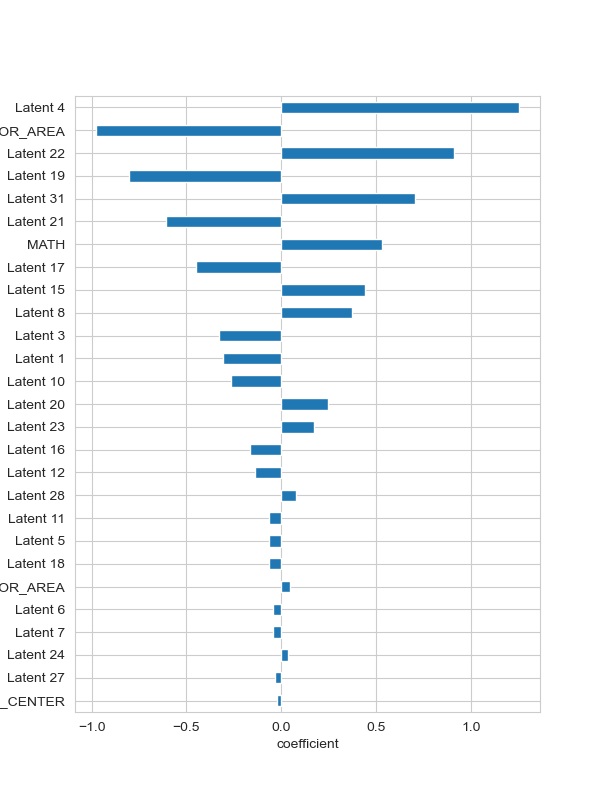 Latent 4
OR_AREA
Latent 22
Latent 19
Latent 31
Latent 21
MATH
Latent 17
Latent 15
Latent 8
Latent 3
Latent 1
Latent 10
Latent 20
Latent 23
Latent 16
Latent 12
Latent 28
Latent 11
Latent 5
Latent 18
OR_AREA
Latent 6
Latent 7
Latent 24
Latent 27
_CENTER
−1.0 −0.5 0.0 0.5 1.0
coefficient